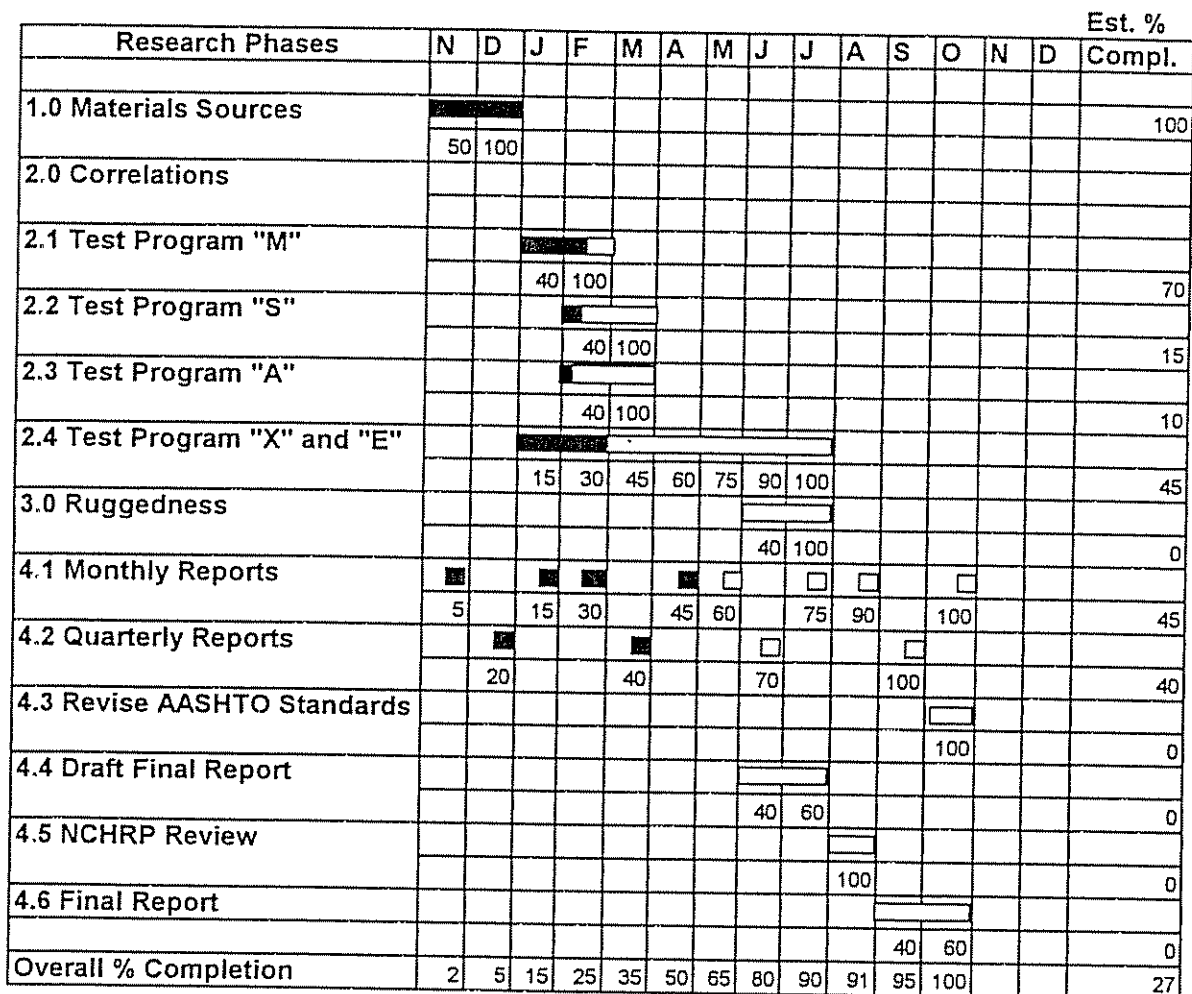 Est. %
Research Phases N D J F M A M J J A S O N D Compl.
1.0 Materials Sources 100
50 100
2.0 Correlations
2.1 Test Program "M"
40 100 70
2.2 Test Program "S"
40 100 15
2.3 Test Program "A"
40 100 10
2.4 Test Program "X" and "E"
15 30 45 60 75 90 100 45
3.0 Ruggedness
40 100 0
4.1 Monthly Reports
5 15 30 45 60 75 90 100 45
4.2 Quarterly Reports
20 40 70 100 40
4.3 Revise AASHTO Standards
100 0
4.4 Draft Final Report
40 60 0
4.5 NCHRP Review
100 0
4.6 Final Report
40 60 0
Overall % Completion 2 5 15 25 35 50 65 80 90 91 95 100 27